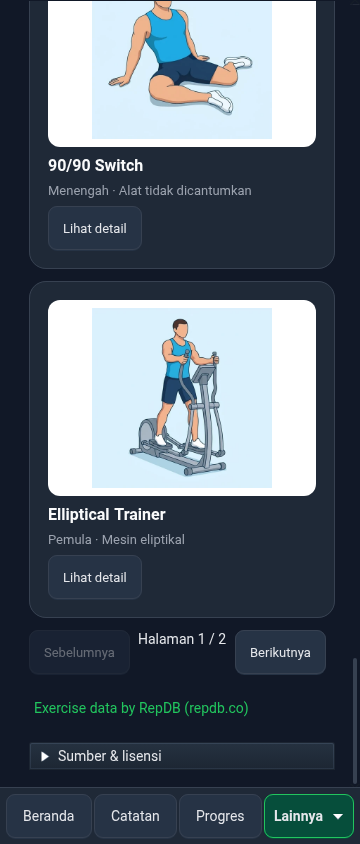 90/90 Switch
Menengah · Alat tidak dicantumkan
Lihat detail
Elliptical Trainer
Pemula · Mesin eliptikal
Lihat detail
Sebelumnya
Halaman 1 / 2
Berikutnya
Exercise data by RepDB (repdb.co)
Sumber & lisensi
Beranda
Catatan
Progres
Lainnya